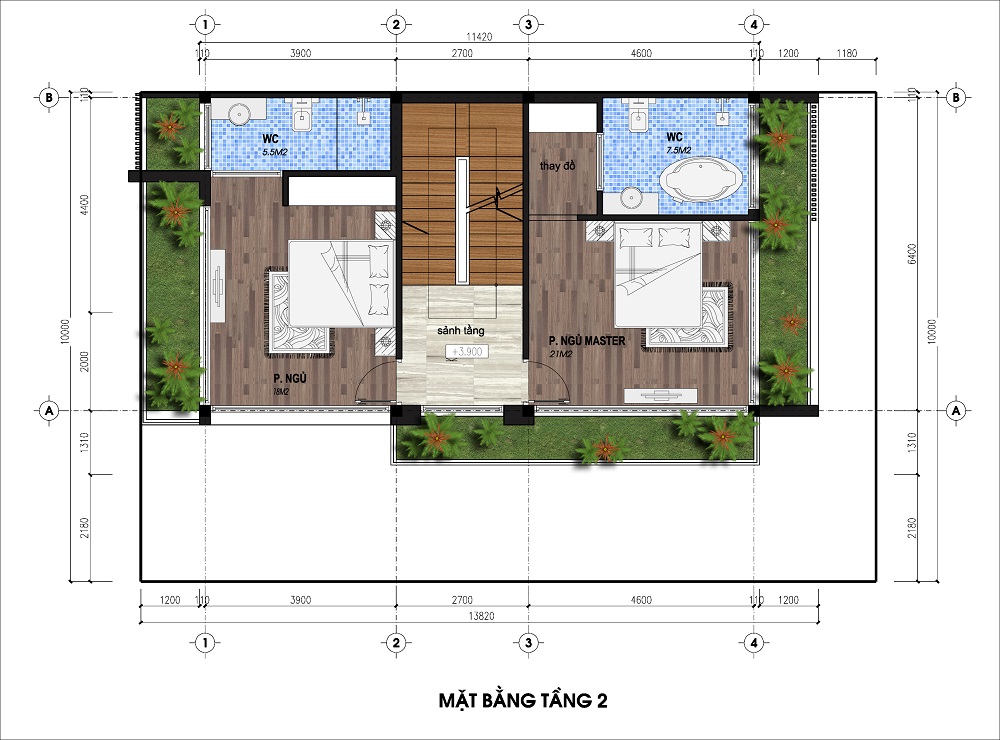 1 2 3 4
11420
110 3900 2700 4600 110 1200 1180
B B
110 110
WC
5.5M2
WC
7.5M2
thay đồ
4400
6400
sảnh tầng
+3.900
10000
10000
2000
P. NGỦ MASTER
21M2
P. NGỦ
18M2
A A
1310 1310
2180 2180
1200 110 3900 2700 4600 110 1200
13820
1 2 3 4
MẶT BẰNG TẦNG 2